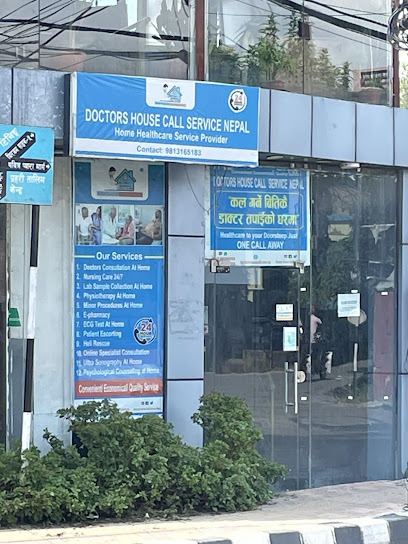 DOCTORS HOUSE CALL SERVICE NEPAL
Home Healthcare Service Provider
Contact: 9813165183
DOCTORS HOUSE CALL SERVICE NEPAL
कल गर्ने बित्तिकै
डाक्टर तपाईंको घरमा
Healthcare to your Doorstep Just
ONE CALL AWAY
Our Services
1. Doctors Consultation At Home
2. Nursing Care 24/7
3. Lab Sample Collection At Home
4. Physiotherapy At Home
5. Minor Procedures At Home
6. E-pharmacy
7. ECG Test At Home
8. Patient Escorting
9. Heli Rescue
10. Online Specialist Consultation
11. Ultra Sonography At Home
12. Psychological Counselling at Home
24
Convenient Economical Quality Service
प्रहरी तालिम
केन्द्र